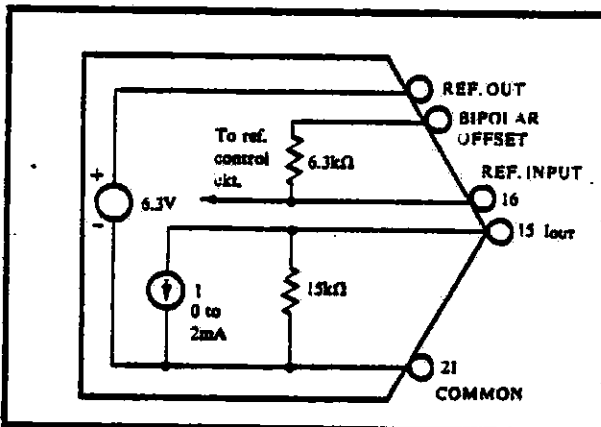 REF. OUT
BIPOLAR
OFFSET
To ref.
control
ckt.
6.3kΩ
REF. INPUT
16
+
6.3V
-
15 IOUT
I
0 to
2mA
15kΩ
21
COMMON